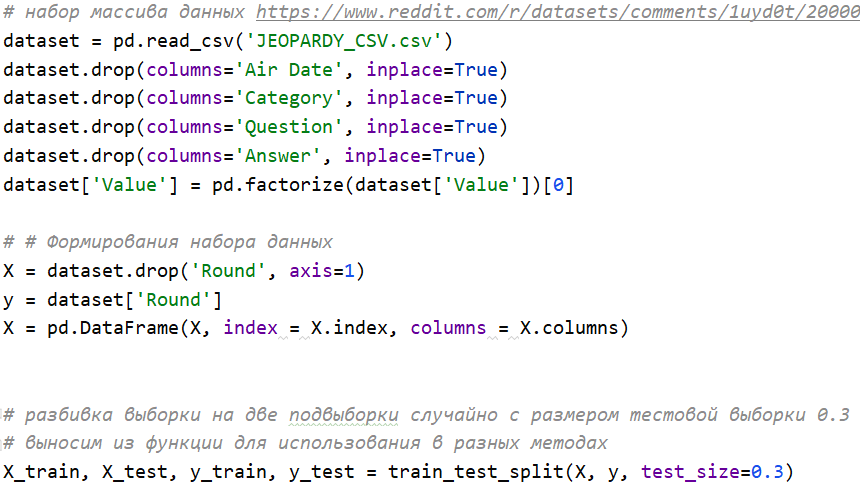 # набор массива данных https://www.reddit.com/r/datasets/comments/1uyd0t/20000
dataset = pd.read_csv('JEOPARDY_CSV.csv')
dataset.drop(columns='Air Date', inplace=True)
dataset.drop(columns='Category', inplace=True)
dataset.drop(columns='Question', inplace=True)
dataset.drop(columns='Answer', inplace=True)
dataset['Value'] = pd.factorize(dataset['Value'])[0]
# # Формирования набора данных
X = dataset.drop('Round', axis=1)
y = dataset['Round']
X = pd.DataFrame(X, index = X.index, columns = X.columns)
# разбивка выборки на две подвыборки случайно с размером тестовой выборки 0.3
# выносим из функции для использования в разных методах
X_train, X_test, y_train, y_test = train_test_split(X, y, test_size=0.3)